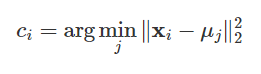 $c_i = \arg\min_j \|\mathbf{x}_i - \mu_j\|_2^2$